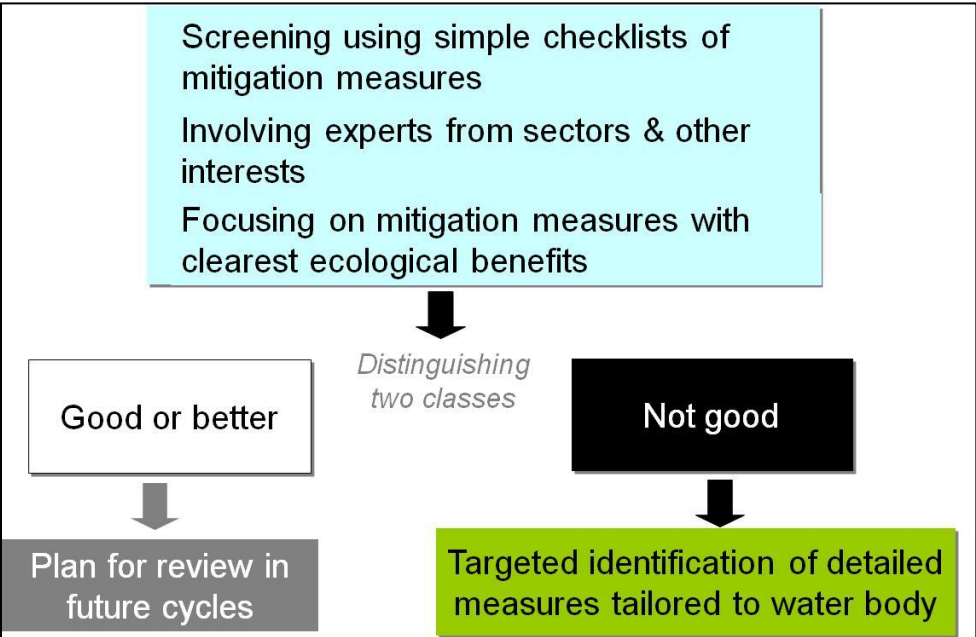 Screening using simple checklists of
mitigation measures
Involving experts from sectors & other
interests
Focusing on mitigation measures with
clearest ecological benefits
Distinguishing
two classes
Good or better
Not good
Plan for review in
future cycles
Targeted identification of detailed
measures tailored to water body